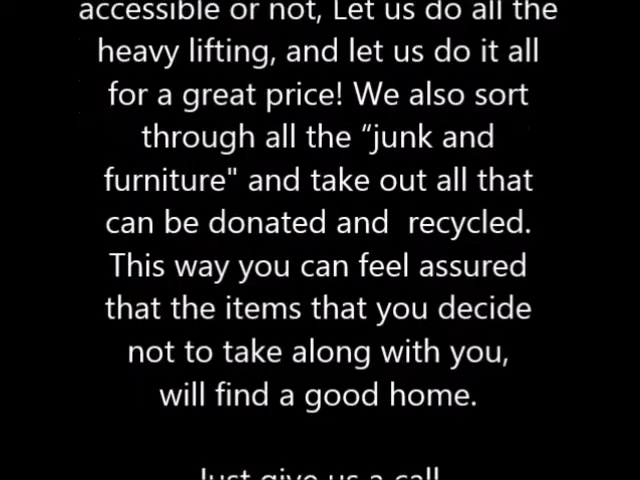 accessible or not, Let us do all the
heavy lifting, and let us do it all
for a great price! We also sort
through all the “junk and
furniture" and take out all that
can be donated and  recycled.
This way you can feel assured
that the items that you decide
not to take along with you,
will find a good home.
Just give us a call